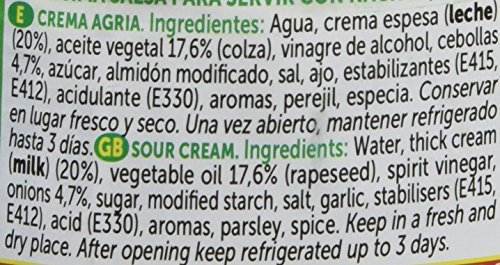 SALSA PARA SERVIR CON
E CREMA AGRIA. Ingredientes: Agua, crema espesa (leche)
(20%), aceite vegetal 17,6% (colza), vinagre de alcohol, cebollas
4,7%, azúcar, almidón modificado, sal, ajo, estabilizantes (E415,
E412), acidulante (E330), aromas, perejil, especia. Conservar
en lugar fresco y seco. Una vez abierto, mantener refrigerado
hasta 3 días. GB SOUR CREAM. Ingredients: Water, thick cream
(milk) (20%), vegetable oil 17,6% (rapeseed), spirit vinegar,
onions 4,7%, sugar, modified starch, salt, garlic, stabilisers (E415,
E412), acid (E330), aromas, parsley, spice. Keep in a fresh and
dry place. After opening keep refrigerated up to 3 days.